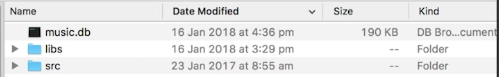 Name Date Modified Size Kind
music.db 16 Jan 2018 at 4:36 pm 190 KB DB Bro...cument
libs 16 Jan 2018 at 3:29 pm -- Folder
src 23 Jan 2017 at 8:55 am -- Folder